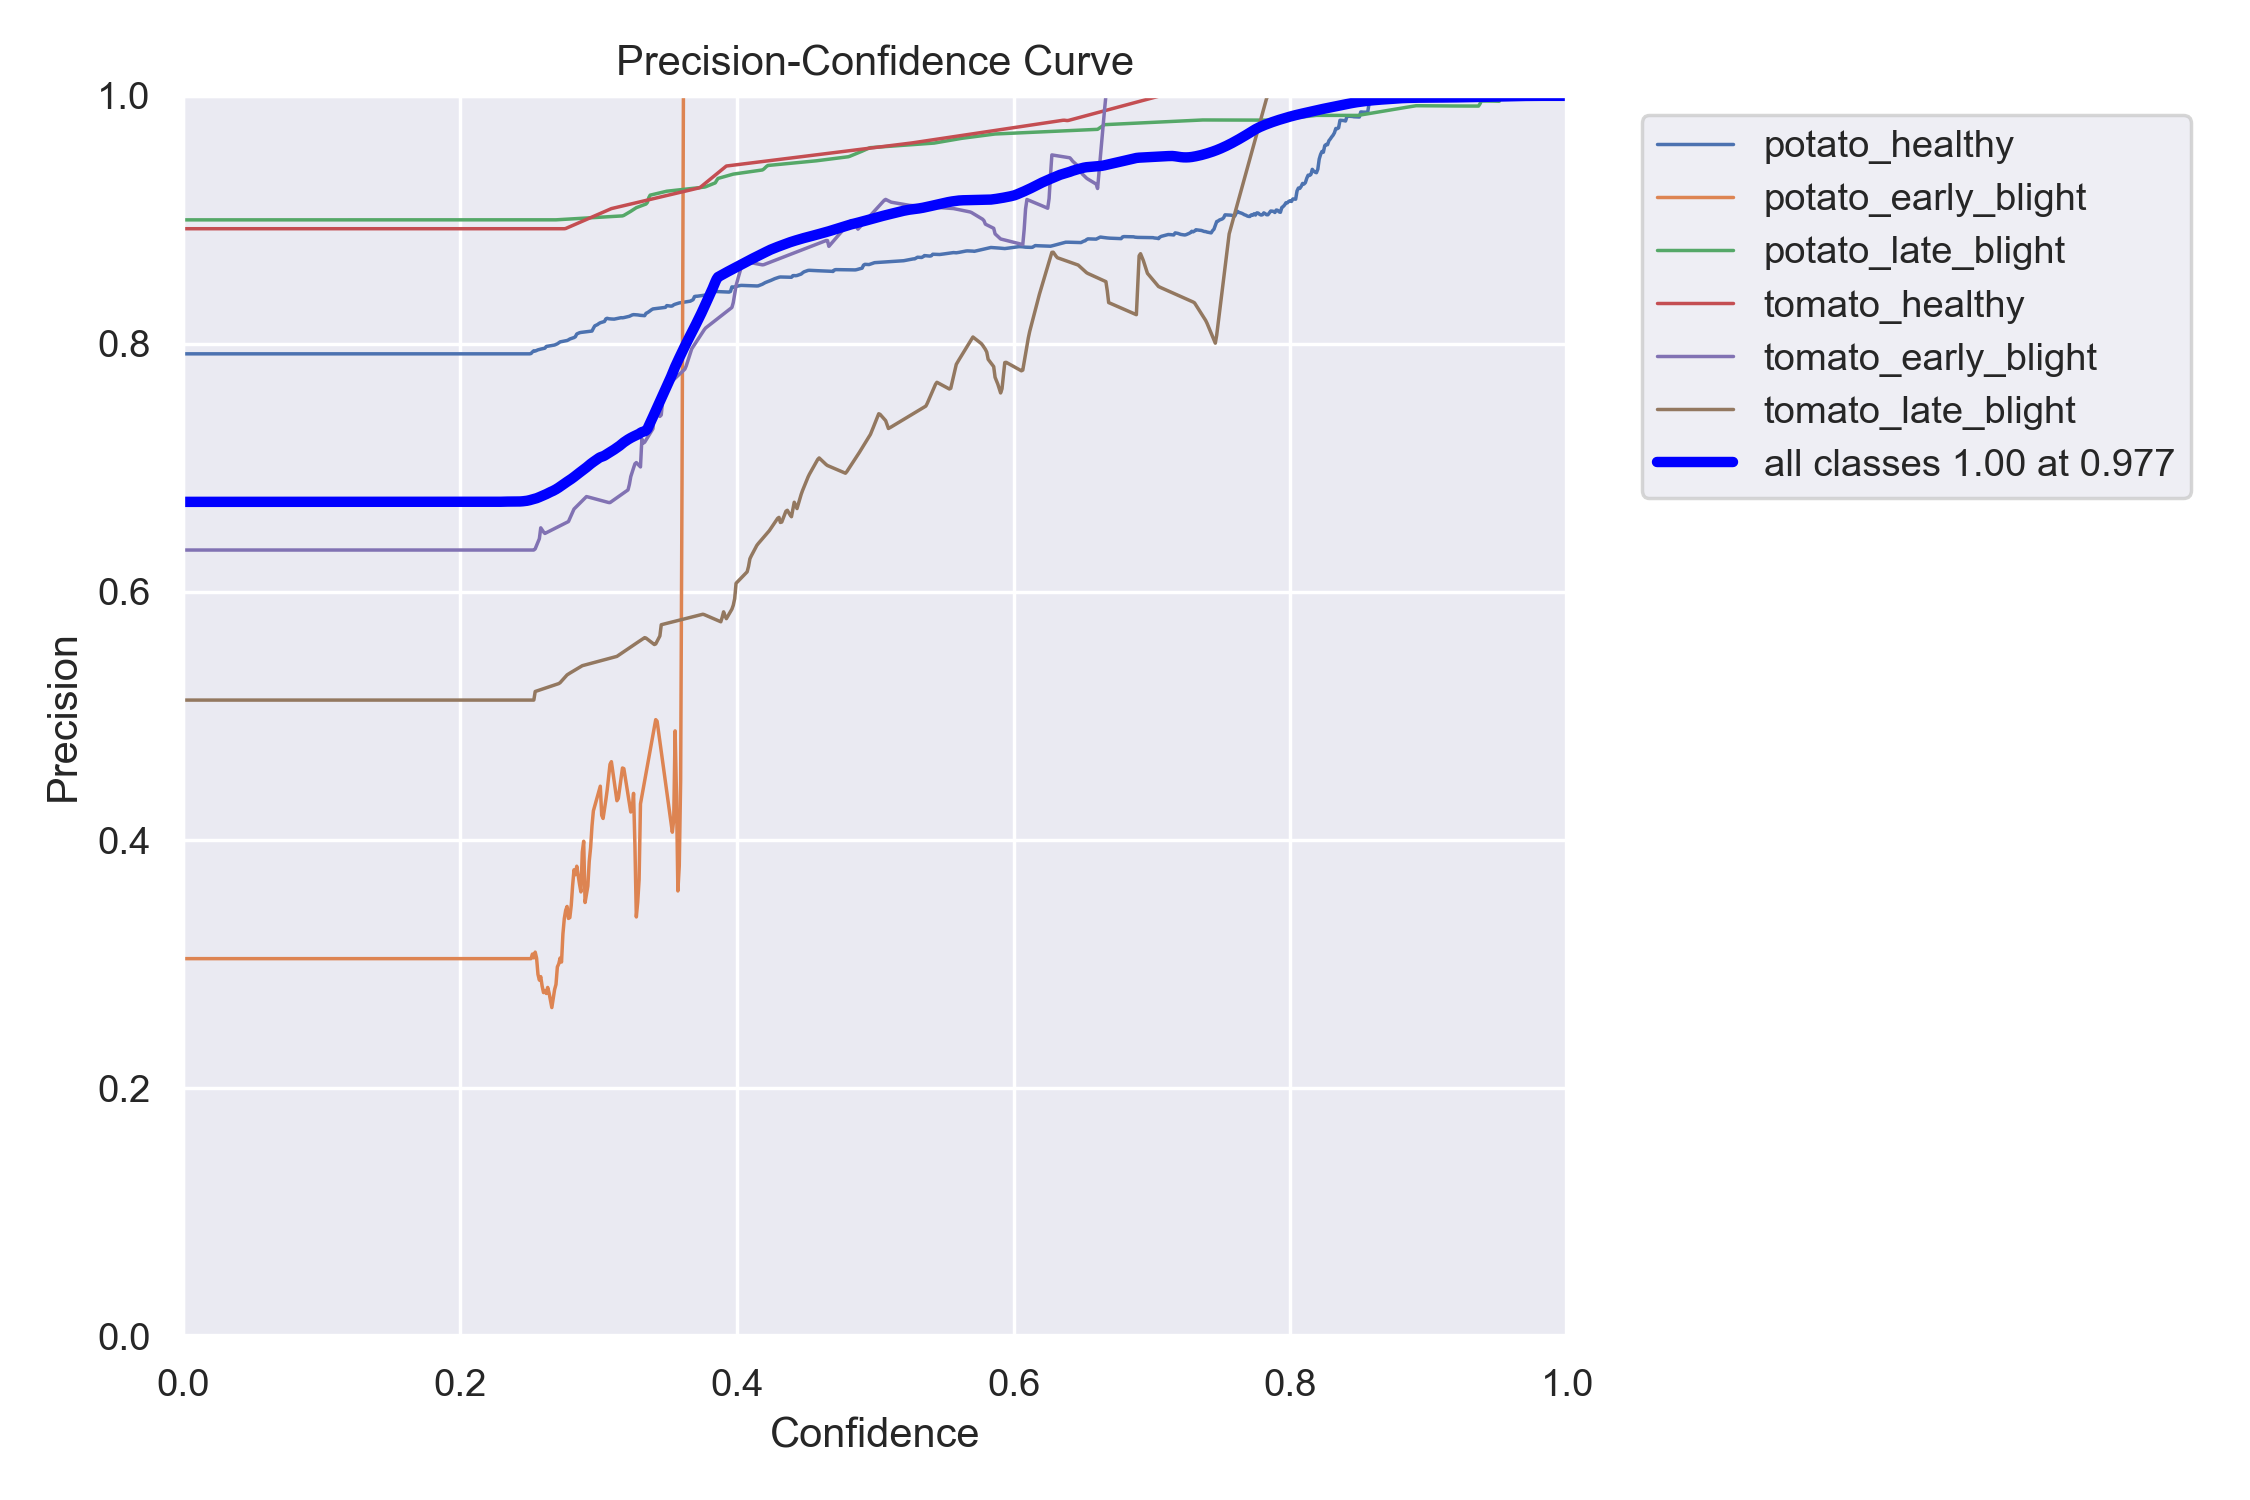 Precision-Confidence Curve
1.0
0.8
0.6
0.4
0.2
0.0
Precision
0.0 0.2 0.4 0.6 0.8 1.0
Confidence
potato_healthy
potato_early_blight
potato_late_blight
tomato_healthy
tomato_early_blight
tomato_late_blight
all classes 1.00 at 0.977